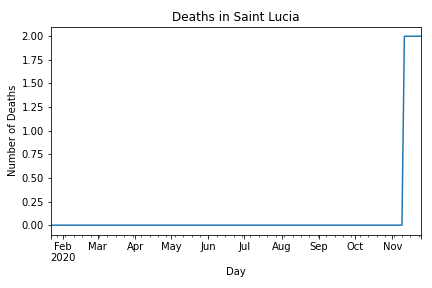 Deaths in Saint Lucia
Number of Deaths
2.00
1.75
1.50
1.25
1.00
0.75
0.50
0.25
0.00
Feb Mar Apr May Jun Jul Aug Sep Oct Nov
2020
Day